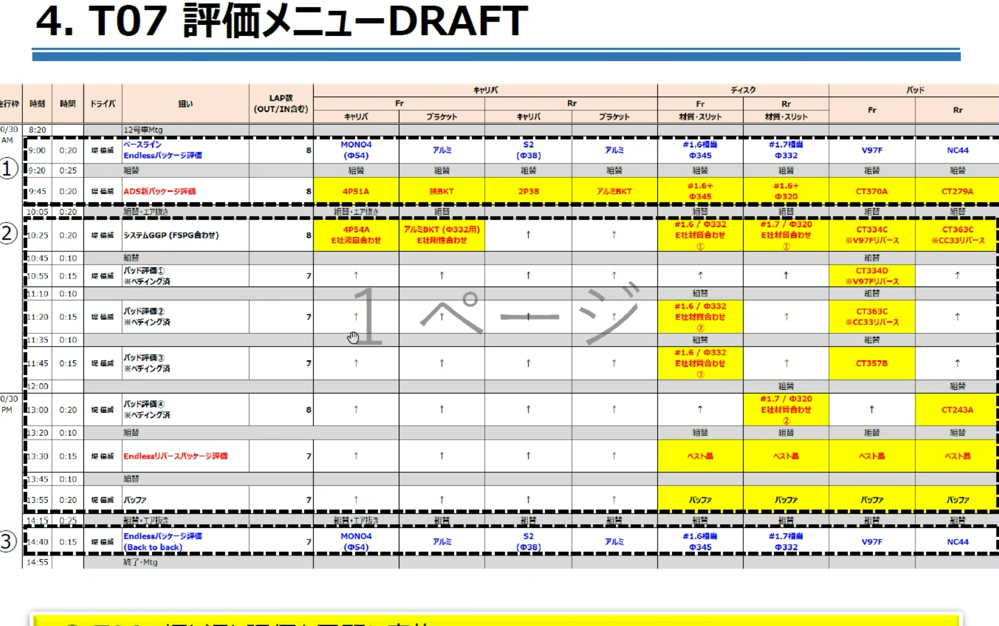 4. T07 評価メニューDRAFT
走行枠 時刻 時間 ドライバ 狙い LAP数 (OUT/IN含む) キャリパ ディスク パッド
Fr Rr Fr Rr Fr Rr
キャリパ ブラケット キャリパ ブラケット 材質・スリット 材質・スリット
0/30 8:20 12号車Mtg
AM
① 9:00 0:20 堤 優威 ベースライン Endlessパッケージ評価 8 MONO4 (Φ54) アルミ S2 (Φ38) アルミ #1.6相当 Φ345 #1.7相当 Φ332 V97F NC44
9:20 0:25 組替 組替 組替 組替 組替 組替 組替 組替 組替
9:45 0:20 堤 優威 ADS新パッケージ評価 8 4P51A 鉄BKT 2P38 アルミBKT #1.6+ Φ345 #1.6+ Φ320 CT370A CT279A
10:05 0:20 組替・エア抜き 組替・エア抜き 組替 組替 組替 組替 組替
② 10:25 0:20 堤 優威 システムGGP (FSPG合わせ) 8 4P54A E社液量合わせ アルミBKT (Φ332用) E社剛性合わせ ↑ ↑ #1.6 / Φ332 E社材質合わせ ① #1.7 / Φ320 E社材質合わせ ① CT334C ※V97Fリバース CT363C ※CC33リバース
10:45 0:10 組替 組替
10:55 0:15 堤 優威 パッド評価① ※ベディング済 7 ↑ ↑ ↑ ↑ ↑ ↑ CT334D ※V97Fリバース ↑
11:10 0:10 組替 組替
11:20 0:15 堤 優威 パッド評価② ※ベディング済 7 ↑ ↑ ↑ ↑ #1.6 / Φ332 E社材質合わせ ② ↑ CT363C ※CC33リバース ↑
1 ページ
11:35 0:10 組替 組替
11:45 0:15 堤 優威 パッド評価③ ※ベディング済 7 ↑ ↑ ↑ ↑ #1.6 / Φ332 E社材質合わせ ③ ↑ CT357B ↑
12:00 組替 組替
0/30
PM 13:00 0:20 堤 優威 パッド評価④ ※ベディング済 8 ↑ ↑ ↑ ↑ ↑ #1.7 / Φ320 E社材質合わせ ② ↑ CT243A
13:20 0:10 組替 組替 組替 組替 組替
13:30 0:15 堤 優威 Endlessリバースパッケージ評価 7 ↑ ↑ ↑ ↑ ベスト品 ベスト品 ベスト品 ベスト品
13:45 0:10 組替
13:55 0:20 堤 優威 バッファ 7 ↑ ↑ ↑ ↑ バッファ バッファ バッファ バッファ
14:15 0:25 組替・エア抜き 組替・エア抜き 組替 組替 組替 組替 組替 組替 組替
③ 14:40 0:15 堤 優威 Endlessパッケージ評価 (Back to back) 7 MONO4 (Φ54) アルミ S2 (Φ38) アルミ #1.6相当 Φ345 #1.7相当 Φ332 V97F NC44
14:55 終了・Mtg